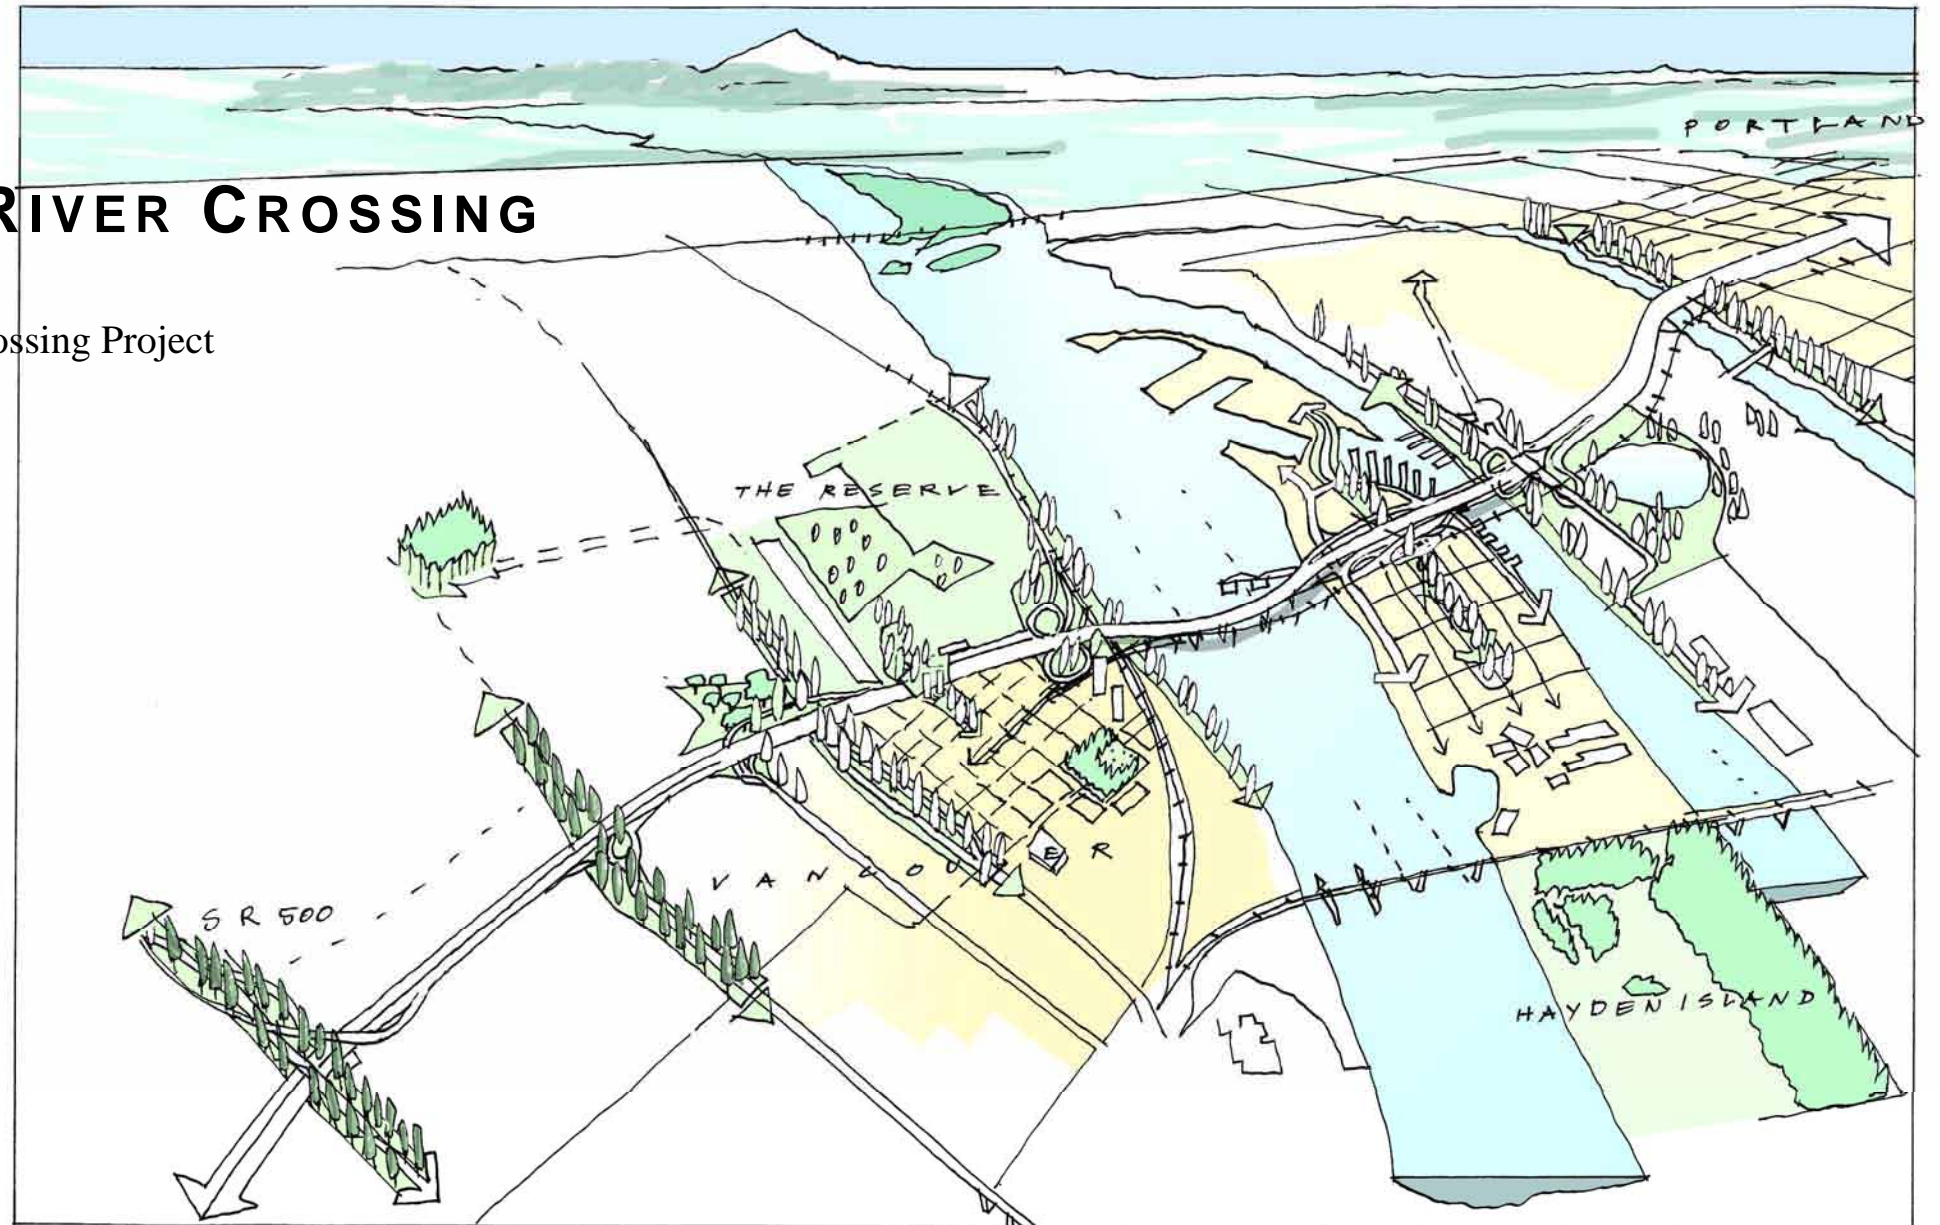 PORTLAND
RIVER CROSSING
ossing Project
THE RESERVE
VANCOUVER
SR 500
HAYDEN ISLAND